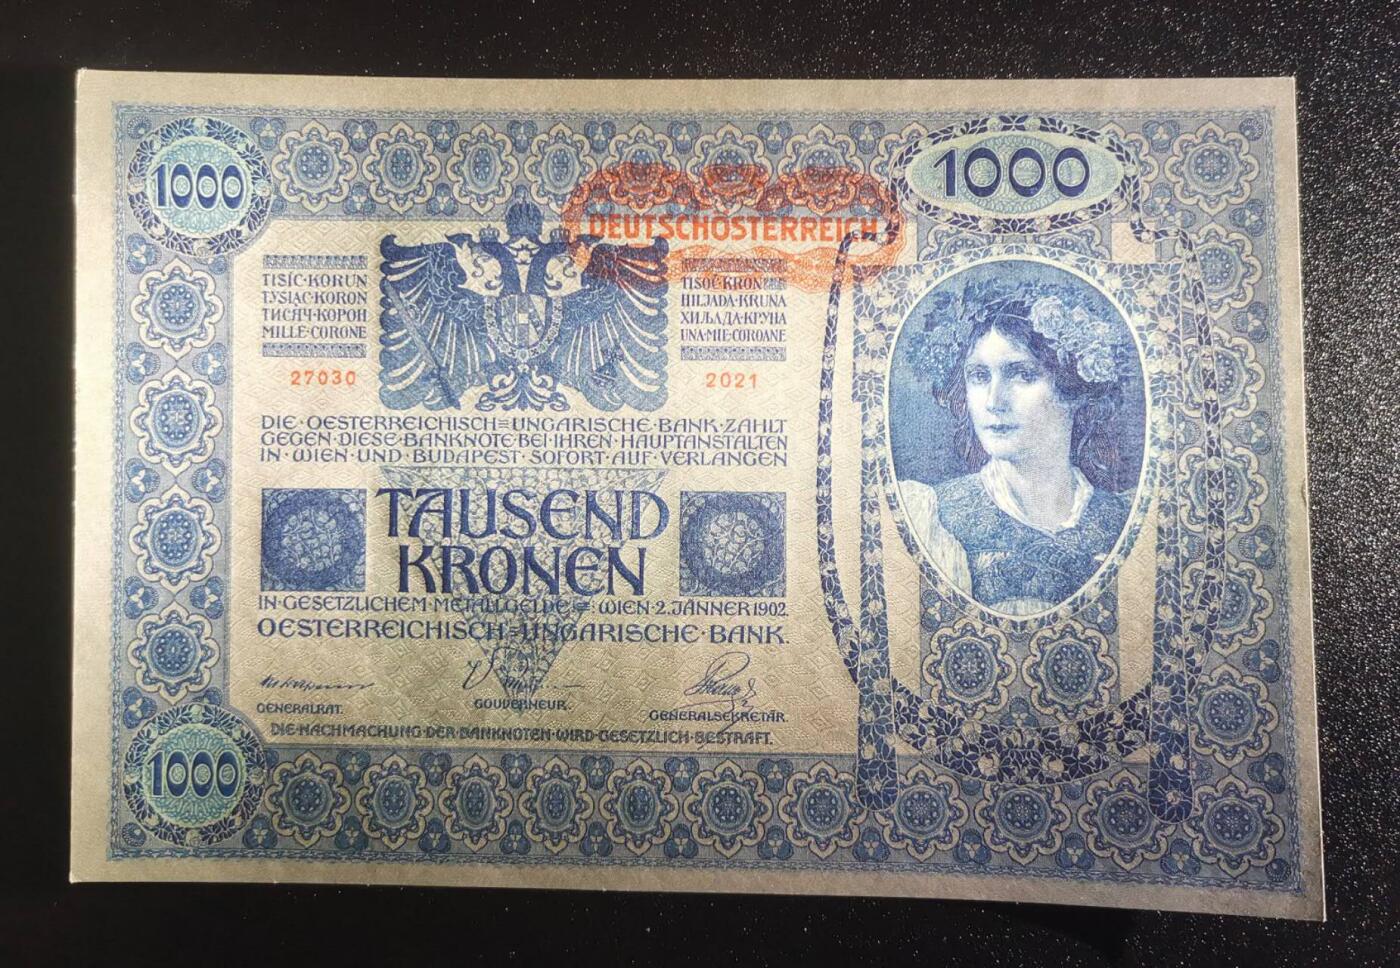 1000
1000
DEUTSCHÖSTERREICH
TISÍC·KORUN
TYSIĄC·KORON
ТИСЯЧ·КОРОН
MILLE·CORONE
TISOČ·KRON
HILJADA·KRUNA
ХИЉАДА·КРУНА
UNA·MIE·COROANE
27030
2021
DIE·OESTERREICHISCH=UNGARISCHE·BANK·ZAHLT
GEGEN·DIESE·BANKNOTE·BEI·IHREN·HAUPTANSTALTEN
IN·WIEN·UND·BUDAPEST·SOFORT·AUF·VERLANGEN
TAUSEND
KRONEN
IN·GESETZLICHEM·METALLGELDE=:WIEN·2.JÄNNER 1902.
OESTERREICHISCH=UNGARISCHE·BANK.
GENERALRAT.
GOUVERNEUR.
GENERALSEKRETÄR.
DIE·NACHMACHUNG·DER·BANKNOTEN·WIRD·GESETZLICH·BESTRAFT.
1000